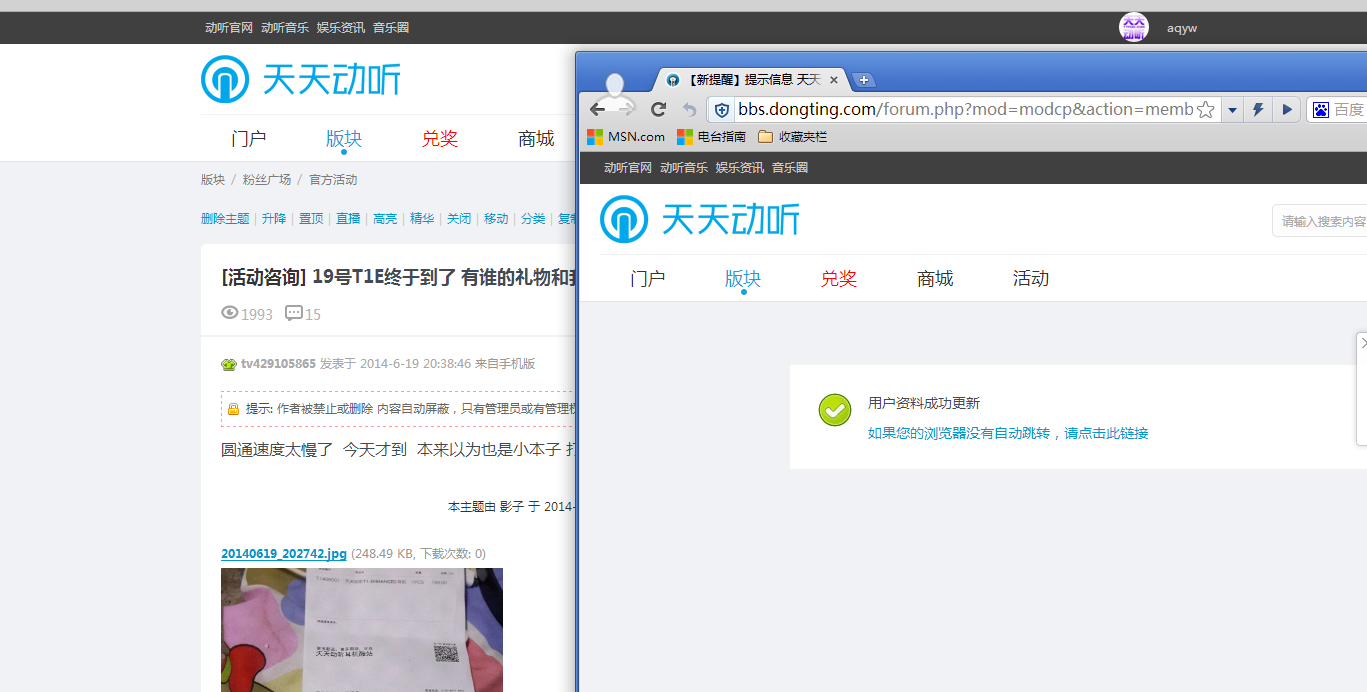 动听官网 动听音乐 娱乐资讯 音乐圈
aqyw
天天动听
门户 版块 兑奖 商城
版块 / 粉丝广场 / 官方活动
删除主题 | 升降 | 置顶 | 直播 | 高亮 | 精华 | 关闭 | 移动 | 分类 |
[活动咨询] 19号T1E终于到了 有谁的礼物和
1993 15
tv429105865 发表于 2014-6-19 20:38:46 来自手机版
提示: 作者被禁止或删除 内容自动屏蔽，只有管理员或有管理
圆通速度太慢了 今天才到 本来以为也是小本子
本主题由 影子 于 2014-
20140619_202742.jpg (248.49 KB, 下载次数: 0)
天天动听耳机商站
【新提醒】提示信息 天天
bbs.dongting.com/forum.php?mod=modcp&action=memb
百度
MSN.com 电台指南 收藏夹栏
动听官网 动听音乐 娱乐资讯 音乐圈
天天动听
请输入搜索内容
门户 版块 兑奖 商城 活动
用户资料成功更新
如果您的浏览器没有自动跳转，请点击此链接